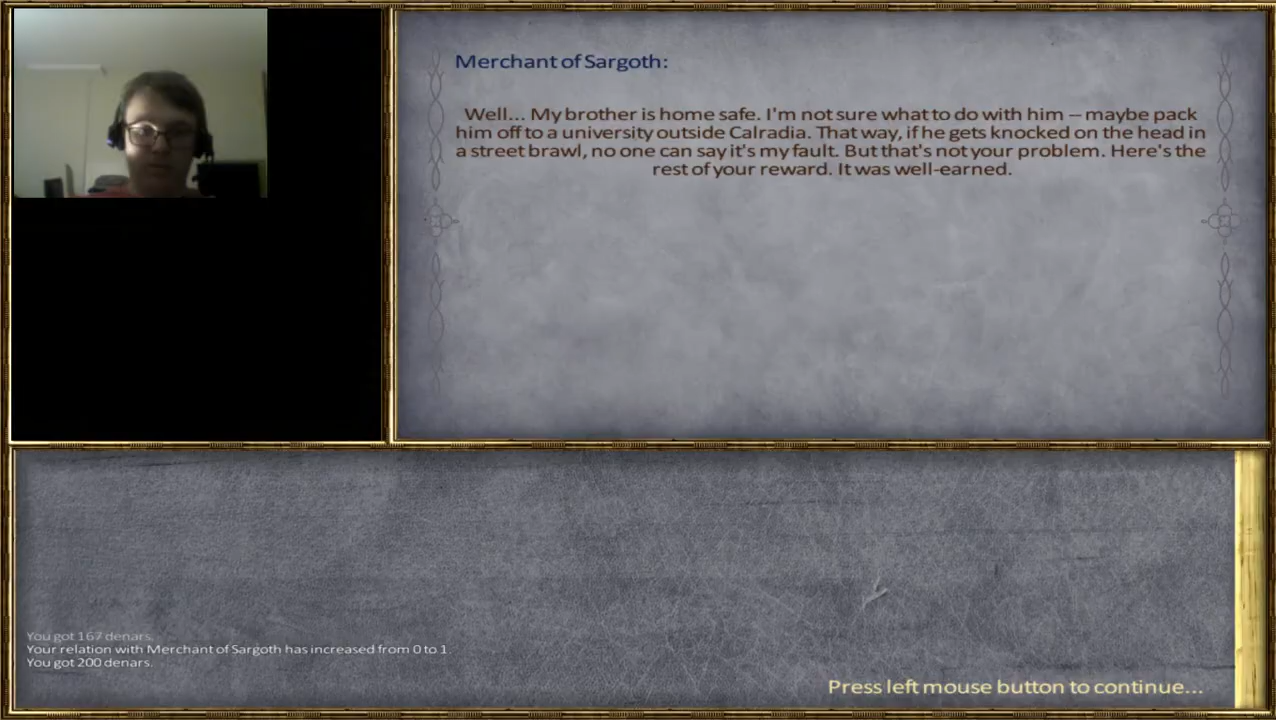 Merchant of Sargoth:
Well... My brother is home safe. I'm not sure what to do with him – maybe pack
him off to a university outside Calradia. That way, if he gets knocked on the head in
a street brawl, no one can say it's my fault. But that's not your problem. Here's the
rest of your reward. It was well-earned.
You got 167 denars.
Your relation with Merchant of Sargoth has increased from 0 to 1.
You got 200 denars.
Press left mouse button to continue...